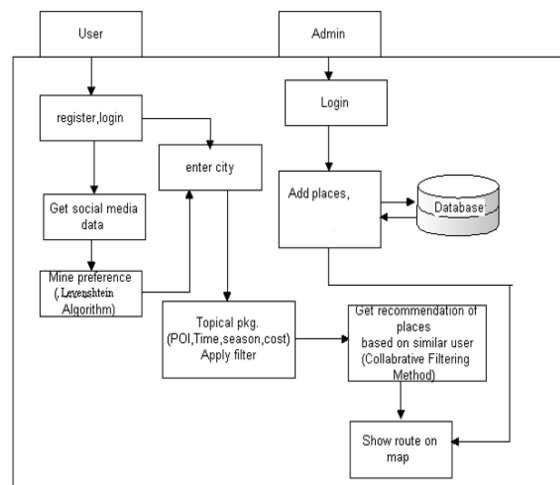 User
Admin
register,login
Login
enter city
Get social media
data
Add places,
Database
Mine preference
(Levenshtein
Algorithm)
Topical pkg.
(POI,Time,season,cost)
Apply filter
Get recommendation of
places
based on similar user
(Collabrative Filtering
Method)
Show route on
map